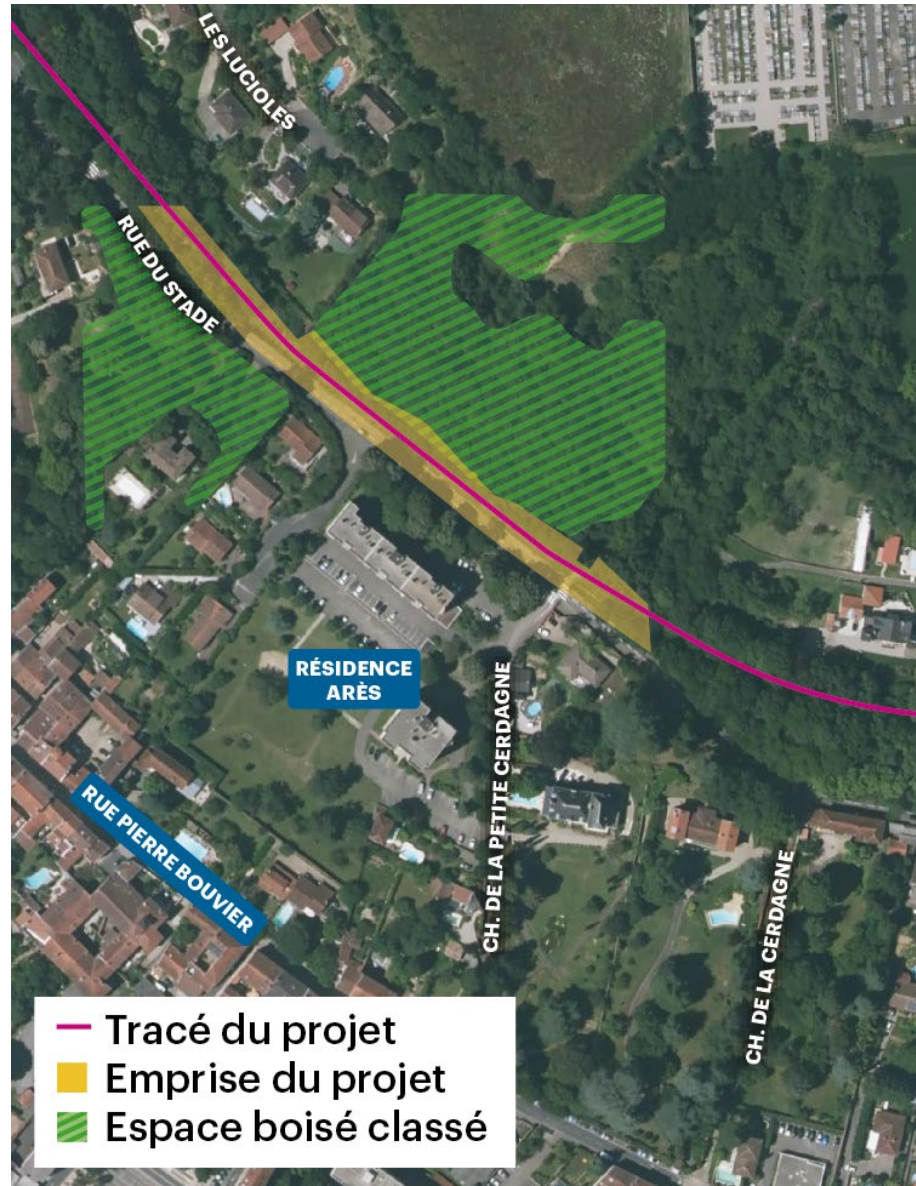 LES LUCIOLES
RUE DU STADE
RÉSIDENCE
ARÈS
CH. DE LA PETITE CERDAGNE
RUE PIERRE BOUVIER
CH. DE LA CERDAGNE
Tracé du projet
Emprise du projet
Espace boisé classé